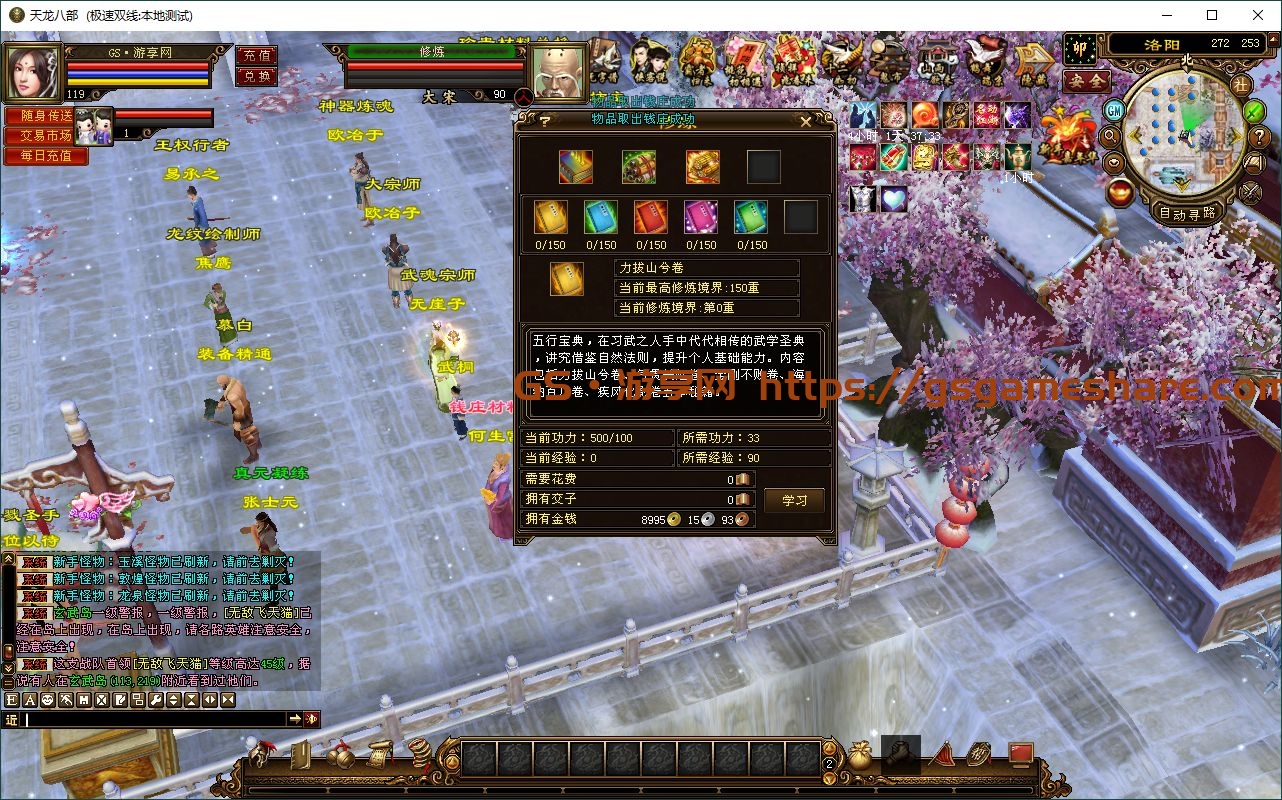 天龙八部 (极速双线:本地测试)
GS·游享网
119
充值
兑换
修炼
大宋
90
洛阳 272 253
卯
北
安全
GM
社
自动寻路
随身传送
交易市场
每日充值
1
神器炼魂
欧冶子
王权行者
易承之
大宗师
欧冶子
龙纹绘制师
焦鹰
武魂宗师
无崖子
慕白
装备精通
武桐
真元凝练
张士元
位以待
物品取出钱庄成功
0/150
0/150
0/150
0/150
0/150
力拔山兮卷
当前最高修炼境界:150重
当前修炼境界:第0重
五行宝典，在习武之人手中代代相传的武学圣典
，讲究借鉴自然法则，提升个人基础能力。内容
GS·游享网 https://gsgameshare.com
当前功力：500/100
所需功力：33
当前经验：0
所需经验：90
需要花费 0
拥有交子 0
拥有金钱 8995 15 93
学习
1小时
系统 新手怪物：玉溪怪物已刷新，请前去剿灭！
系统 新手怪物：敦煌怪物已刷新，请前去剿灭！
系统 新手怪物：龙泉怪物已刷新，请前去剿灭！
系统 玄武岛一级警报，一级警报，[无敌飞天猫]已
经在岛上出现，在岛上出现，请各路英雄注意安全，
注意安全！
系统 这支战队首领[无敌飞天猫]等级高达45级，据
说有人在玄武岛(113,219)附近看到过他们。
近
2